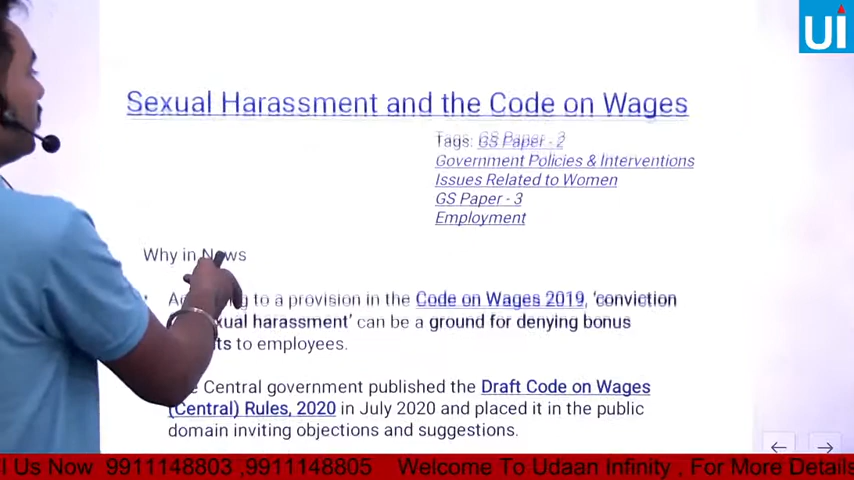 UI
Sexual Harassment and the Code on Wages
Tags: GS Paper - 2
Government Policies & Interventions
Issues Related to Women
GS Paper - 3
Employment
Why in News
to a provision in the Code on Wages 2019, 'conviction
harassment' can be a ground for denying bonus
to employees.
Central government published the Draft Code on Wages
(Central) Rules, 2020 in July 2020 and placed it in the public
domain inviting objections and suggestions.
Us Now 9911148803 ,9911148805 Welcome To Udaan Infinity , For More Details